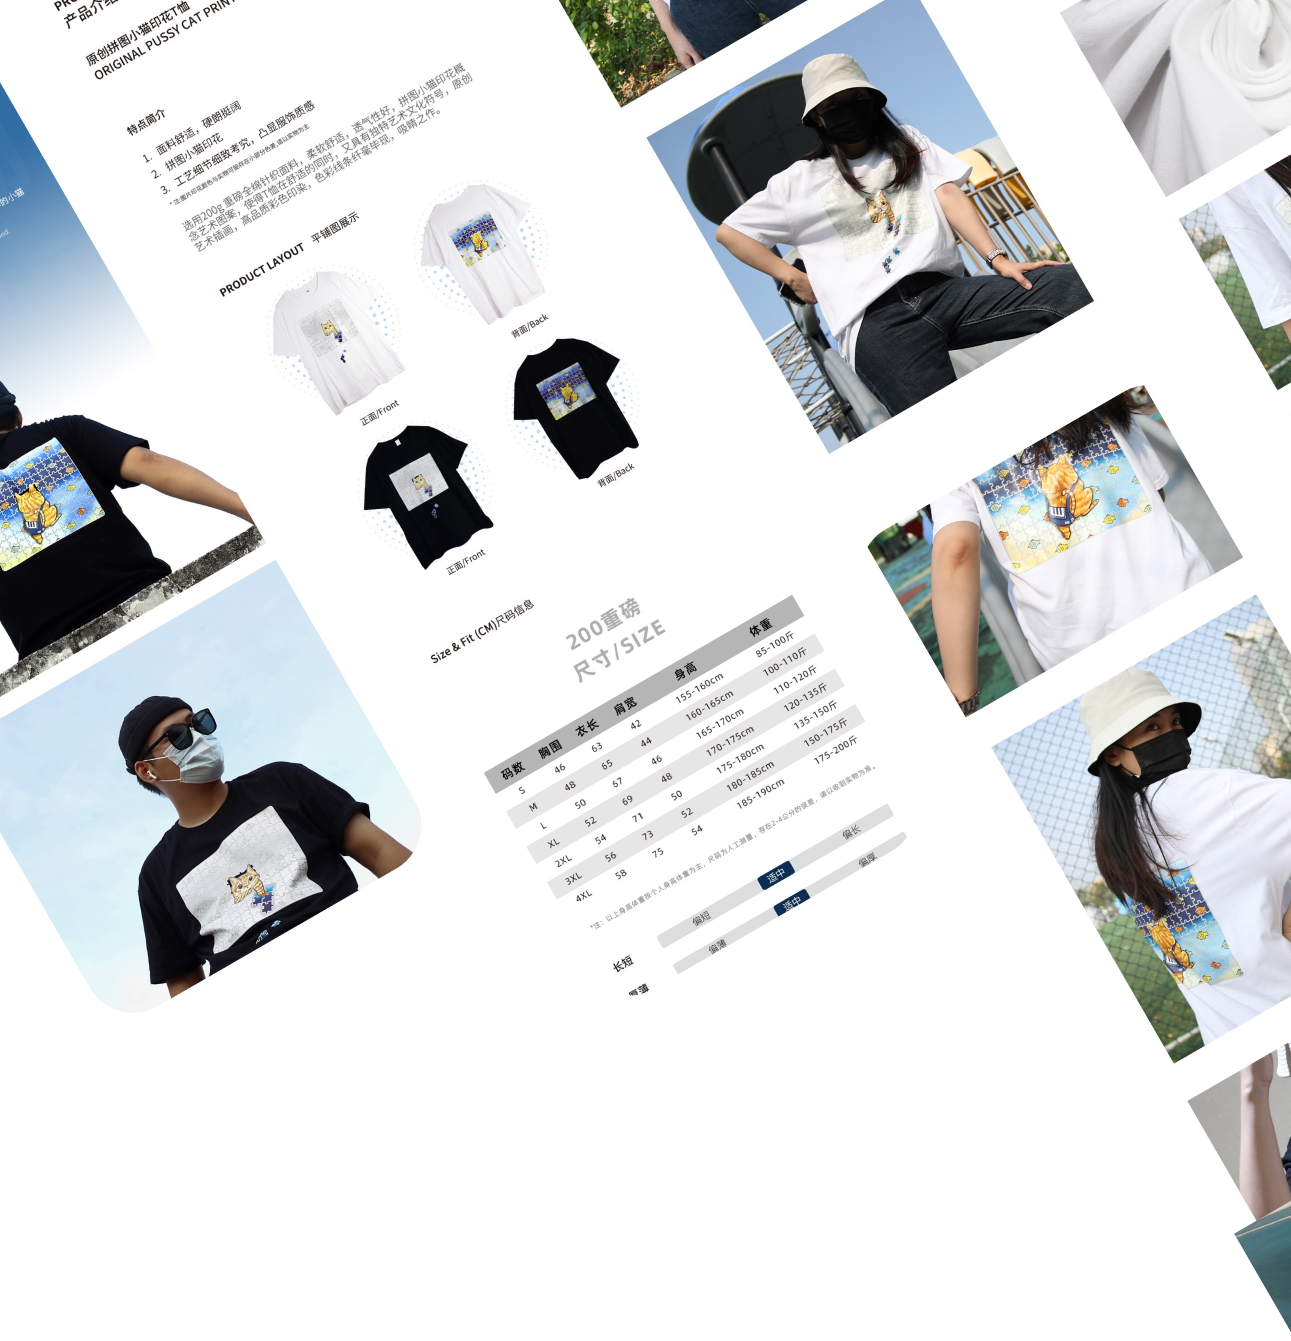 产品介绍
原创拼图小猫印花T恤
ORIGINAL PUSSY CAT PRINT
特点简介
1. 面料舒适，硬朗挺阔
2. 拼图小猫印花
3. 工艺细节细致考究，凸显服饰质感
*注:图片印花颜色与实物可能存在小部分色差,请以实物为主
选用200g 重磅全绵针织面料，柔软舒适，透气性好，拼图小猫印花概
念艺术图案，使得T恤在舒适的同时，又具有独特艺术文化符号，原创
艺术插画，高品质彩色印染，色彩线条纤毫毕现，吸睛之作。
的小猫
PRODUCT LAYOUT 平铺图展示
正面/Front
背面/Back
正面/Front
背面/Back
Size & Fit (CM)尺码信息
200重磅
尺寸/SIZE
码数 胸围 衣长 肩宽 身高 体重
S 46 63 42 155-160cm 85-100斤
M 48 65 44 160-165cm 100-110斤
L 50 67 46 165-170cm 110-120斤
XL 52 69 48 170-175cm 120-135斤
2XL 54 71 50 175-180cm 135-150斤
3XL 56 73 52 180-185cm 150-175斤
4XL 58 75 54 185-190cm 175-200斤
*注：以上身高体重按个人身高体重为主，尺码为人工测量，存在2-4公分的误差，请以收到实物为准。
长短 偏短 适中 偏长
厚薄 偏薄 适中 偏厚